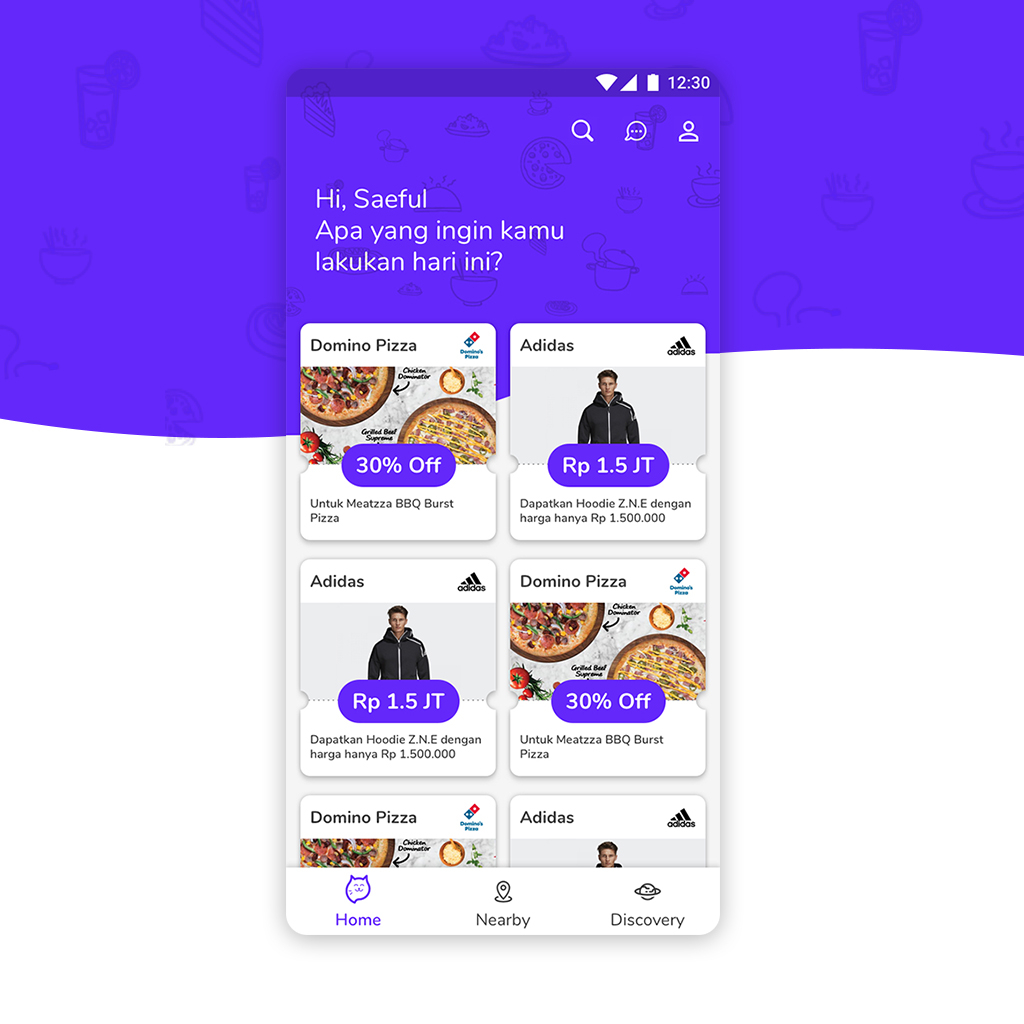 12:30
Hi, Saeful
Apa yang ingin kamu
lakukan hari ini?
Domino Pizza
Domino's
Pizza
Chicken
Dominator
Grilled Beef
Supreme
30% Off
Untuk Meatzza BBQ Burst
Pizza
Adidas
adidas
Rp 1.5 JT
Dapatkan Hoodie Z.N.E dengan
harga hanya Rp 1.500.000
Adidas
adidas
Rp 1.5 JT
Dapatkan Hoodie Z.N.E dengan
harga hanya Rp 1.500.000
Domino Pizza
Domino's
Pizza
Chicken
Dominator
Grilled Beef
Supreme
30% Off
Untuk Meatzza BBQ Burst
Pizza
Domino Pizza
Domino's
Pizza
Chicken
Dominator
Adidas
adidas
Home
Nearby
Discovery